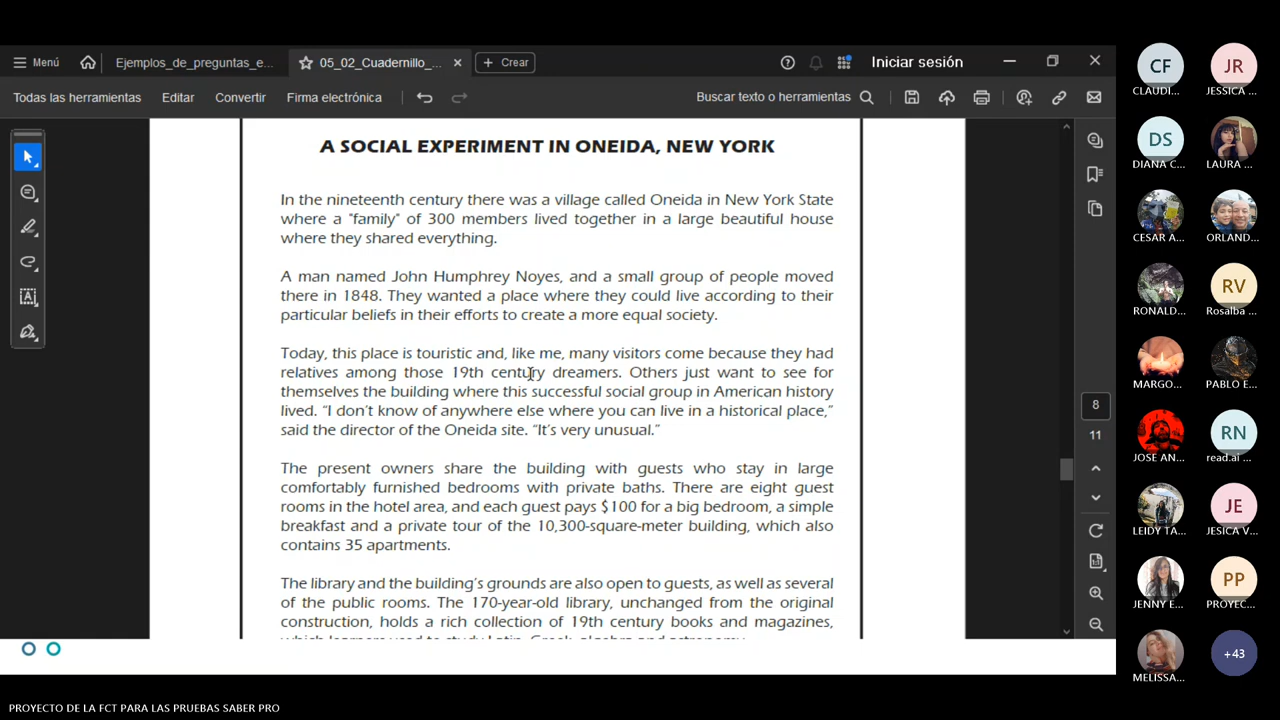 Menú
Ejemplos_de_preguntas_e...
05_02_Cuadernillo_...
Crear
Iniciar sesión
Todas las herramientas
Editar
Convertir
Firma electrónica
Buscar texto o herramientas
A SOCIAL EXPERIMENT IN ONEIDA, NEW YORK
In the nineteenth century there was a village called Oneida in New York State
where a "family" of 300 members lived together in a large beautiful house
where they shared everything.
A man named John Humphrey Noyes, and a small group of people moved
there in 1848. They wanted a place where they could live according to their
particular beliefs in their efforts to create a more equal society.
Today, this place is touristic and, like me, many visitors come because they had
relatives among those 19th century dreamers. Others just want to see for
themselves the building where this successful social group in American history
lived. “I don’t know of anywhere else where you can live in a historical place,”
said the director of the Oneida site. “It’s very unusual.”
The present owners share the building with guests who stay in large
comfortably furnished bedrooms with private baths. There are eight guest
rooms in the hotel area, and each guest pays $100 for a big bedroom, a simple
breakfast and a private tour of the 10,300-square-meter building, which also
contains 35 apartments.
The library and the building’s grounds are also open to guests, as well as several
of the public rooms. The 170-year-old library, unchanged from the original
construction, holds a rich collection of 19th century books and magazines,
which learners used to study Latin, Greek, algebra and astronomy.
8
11
CF
CLAUDI...
JR
JESSICA ...
DS
DIANA C...
LAURA ...
CESAR A...
ORLAND...
RONALD...
RV
Rosalba ...
MARGO...
PABLO E...
JOSE AN...
RN
read.ai ...
LEIDY TA...
JE
JESICA V...
JENNY E...
PP
PROYEC...
MELISSA...
+43
PROYECTO DE LA FCT PARA LAS PRUEBAS SABER PRO